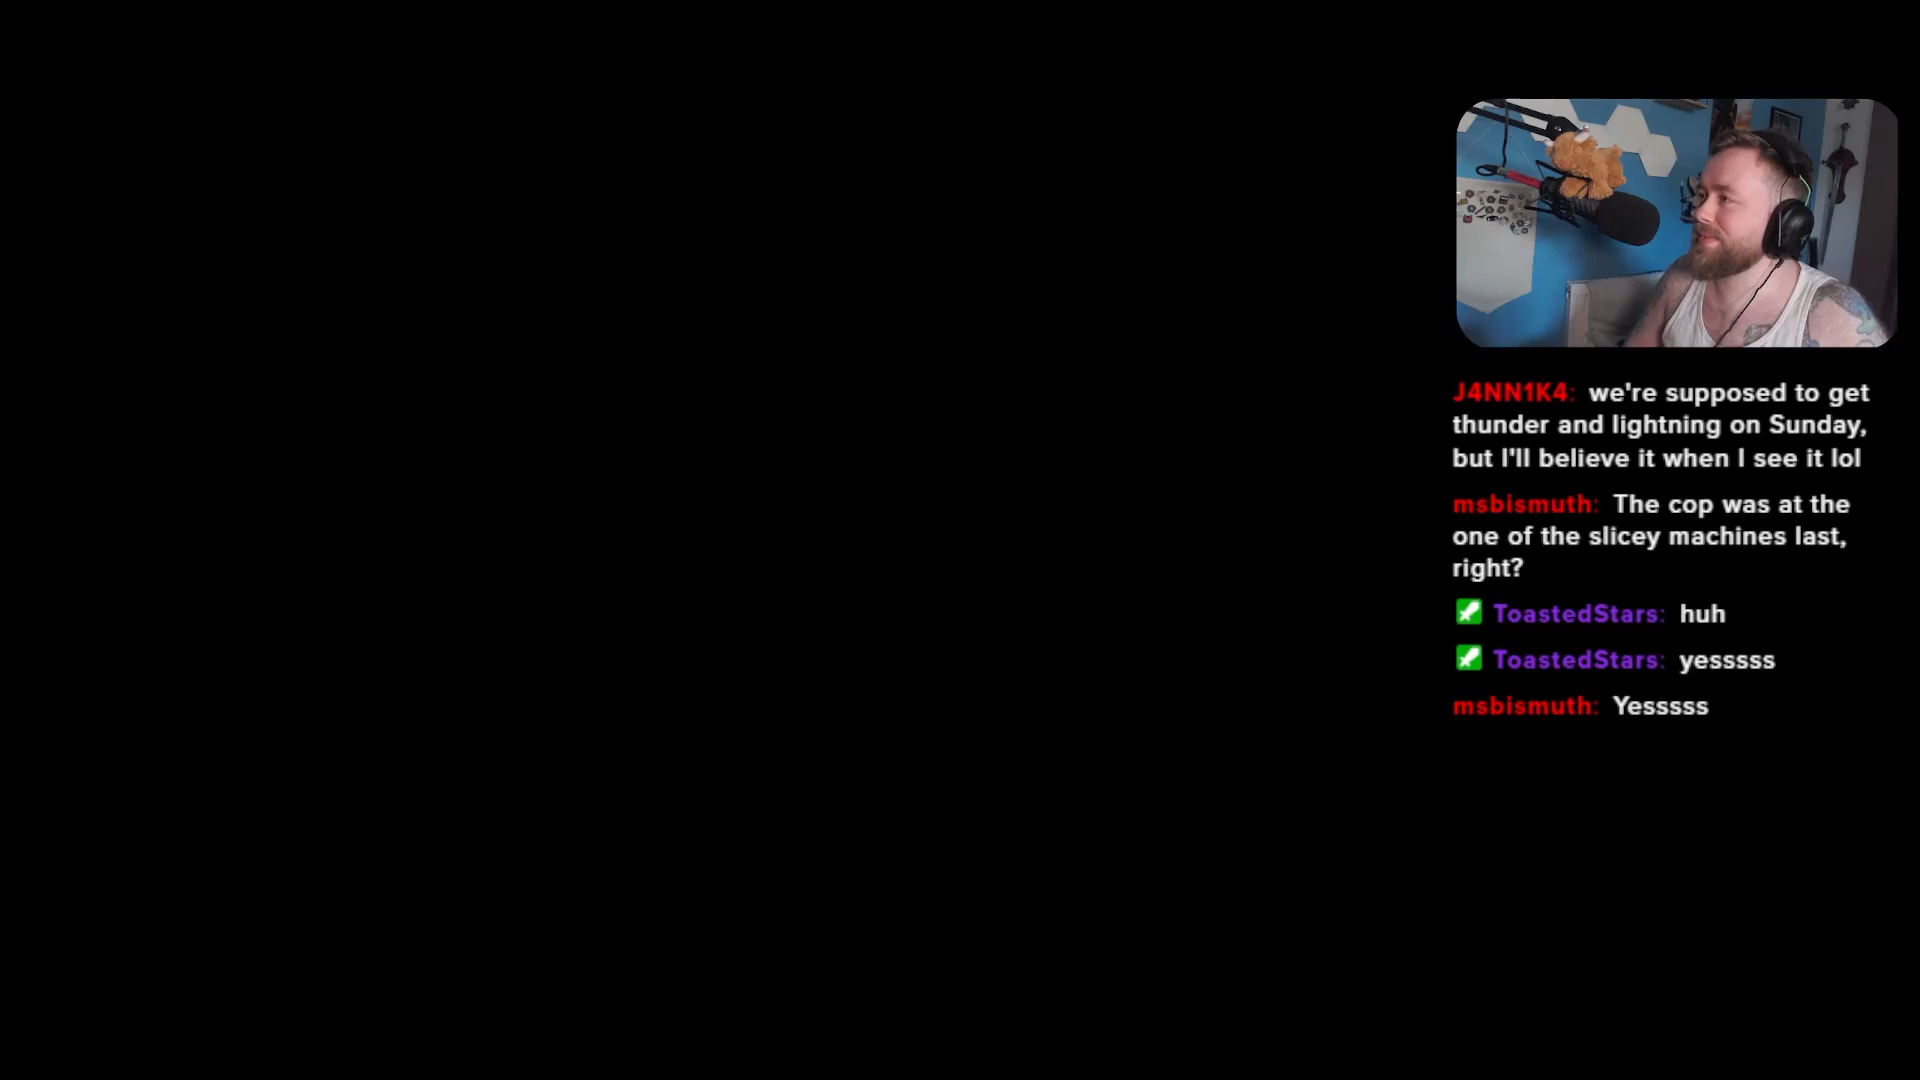 J4NN1K4: we're supposed to get
thunder and lightning on Sunday,
but I'll believe it when I see it lol
msbismuth: The cop was at the
one of the slicey machines last,
right?
ToastedStars: huh
ToastedStars: yesssss
msbismuth: Yesssss